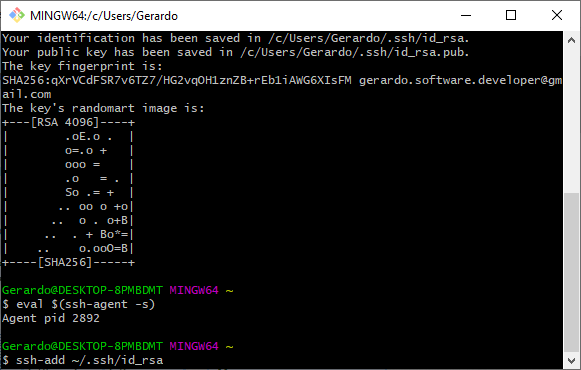 MINGW64:/c/Users/Gerardo
Your identification has been saved in /c/Users/Gerardo/.ssh/id_rsa.
Your public key has been saved in /c/Users/Gerardo/.ssh/id_rsa.pub.
The key fingerprint is:
SHA256:qXrVCdFSR7v6TZ7/HG2vqOH1znZB+rEb1iAWG6XIsFM gerardo.software.developer@gm
ail.com
The key's randomart image is:
+---[RSA 4096]----+
|        .oE.o .  |
|        o=.o +   |
|        ooo =    |
|        .o   = . |
|        So .= +  |
|       .. oo o +o|
|      ..  o . o+B|
|     ..  . + Bo*=|
|    ..     o.ooO=B|
+----[SHA256]-----+
Gerardo@DESKTOP-8PMBDMT MINGW64 ~
$ eval $(ssh-agent -s)
Agent pid 2892
Gerardo@DESKTOP-8PMBDMT MINGW64 ~
$ ssh-add ~/.ssh/id_rsa